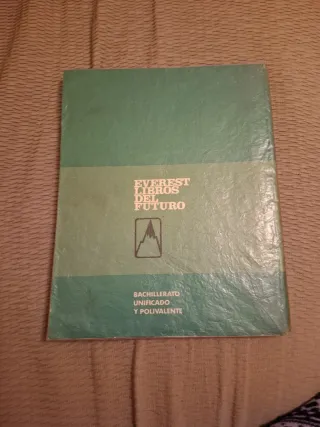 EVEREST
LIBROS
DEL
FUTURO
BACHILLERATO
UNIFICADO
Y POLIVALENTE